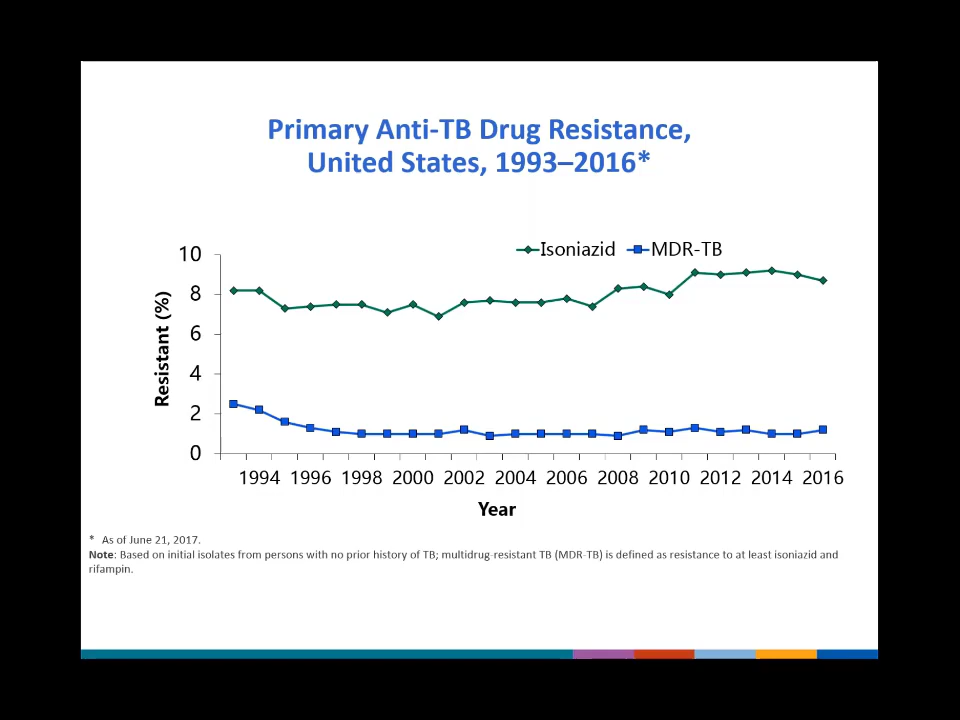 Primary Anti-TB Drug Resistance,
United States, 1993–2016*
Isoniazid MDR-TB
10
8
6
4
2
0
Resistant (%)
1994 1996 1998 2000 2002 2004 2006 2008 2010 2012 2014 2016
Year
* As of June 21, 2017.
Note: Based on initial isolates from persons with no prior history of TB; multidrug-resistant TB (MDR-TB) is defined as resistance to at least isoniazid and
rifampin.